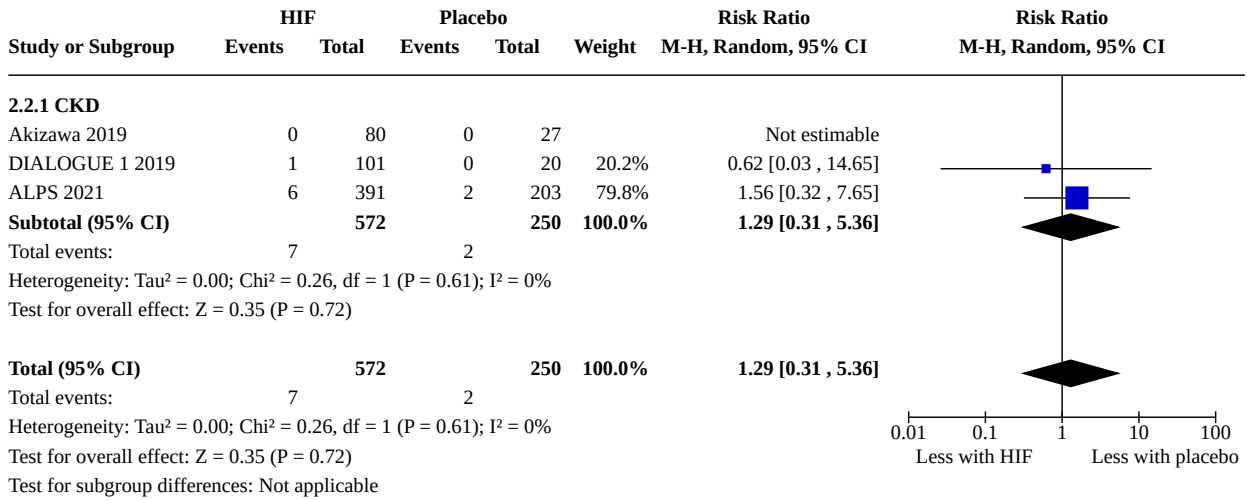 HIF Placebo Risk Ratio Risk Ratio
Study or Subgroup Events Total Events Total Weight M-H, Random, 95% CI M-H, Random, 95% CI
2.2.1 CKD
Akizawa 2019 0 80 0 27 Not estimable
DIALOGUE 1 2019 1 101 0 20 20.2% 0.62 [0.03 , 14.65]
ALPS 2021 6 391 2 203 79.8% 1.56 [0.32 , 7.65]
Subtotal (95% CI) 572 250 100.0% 1.29 [0.31 , 5.36]
Total events: 7 2
Heterogeneity: Tau² = 0.00; Chi² = 0.26, df = 1 (P = 0.61); I² = 0%
Test for overall effect: Z = 0.35 (P = 0.72)
Total (95% CI) 572 250 100.0% 1.29 [0.31 , 5.36]
Total events: 7 2
Heterogeneity: Tau² = 0.00; Chi² = 0.26, df = 1 (P = 0.61); I² = 0%
0.01 0.1 1 10 100
Test for overall effect: Z = 0.35 (P = 0.72)
Less with HIF Less with placebo
Test for subgroup differences: Not applicable